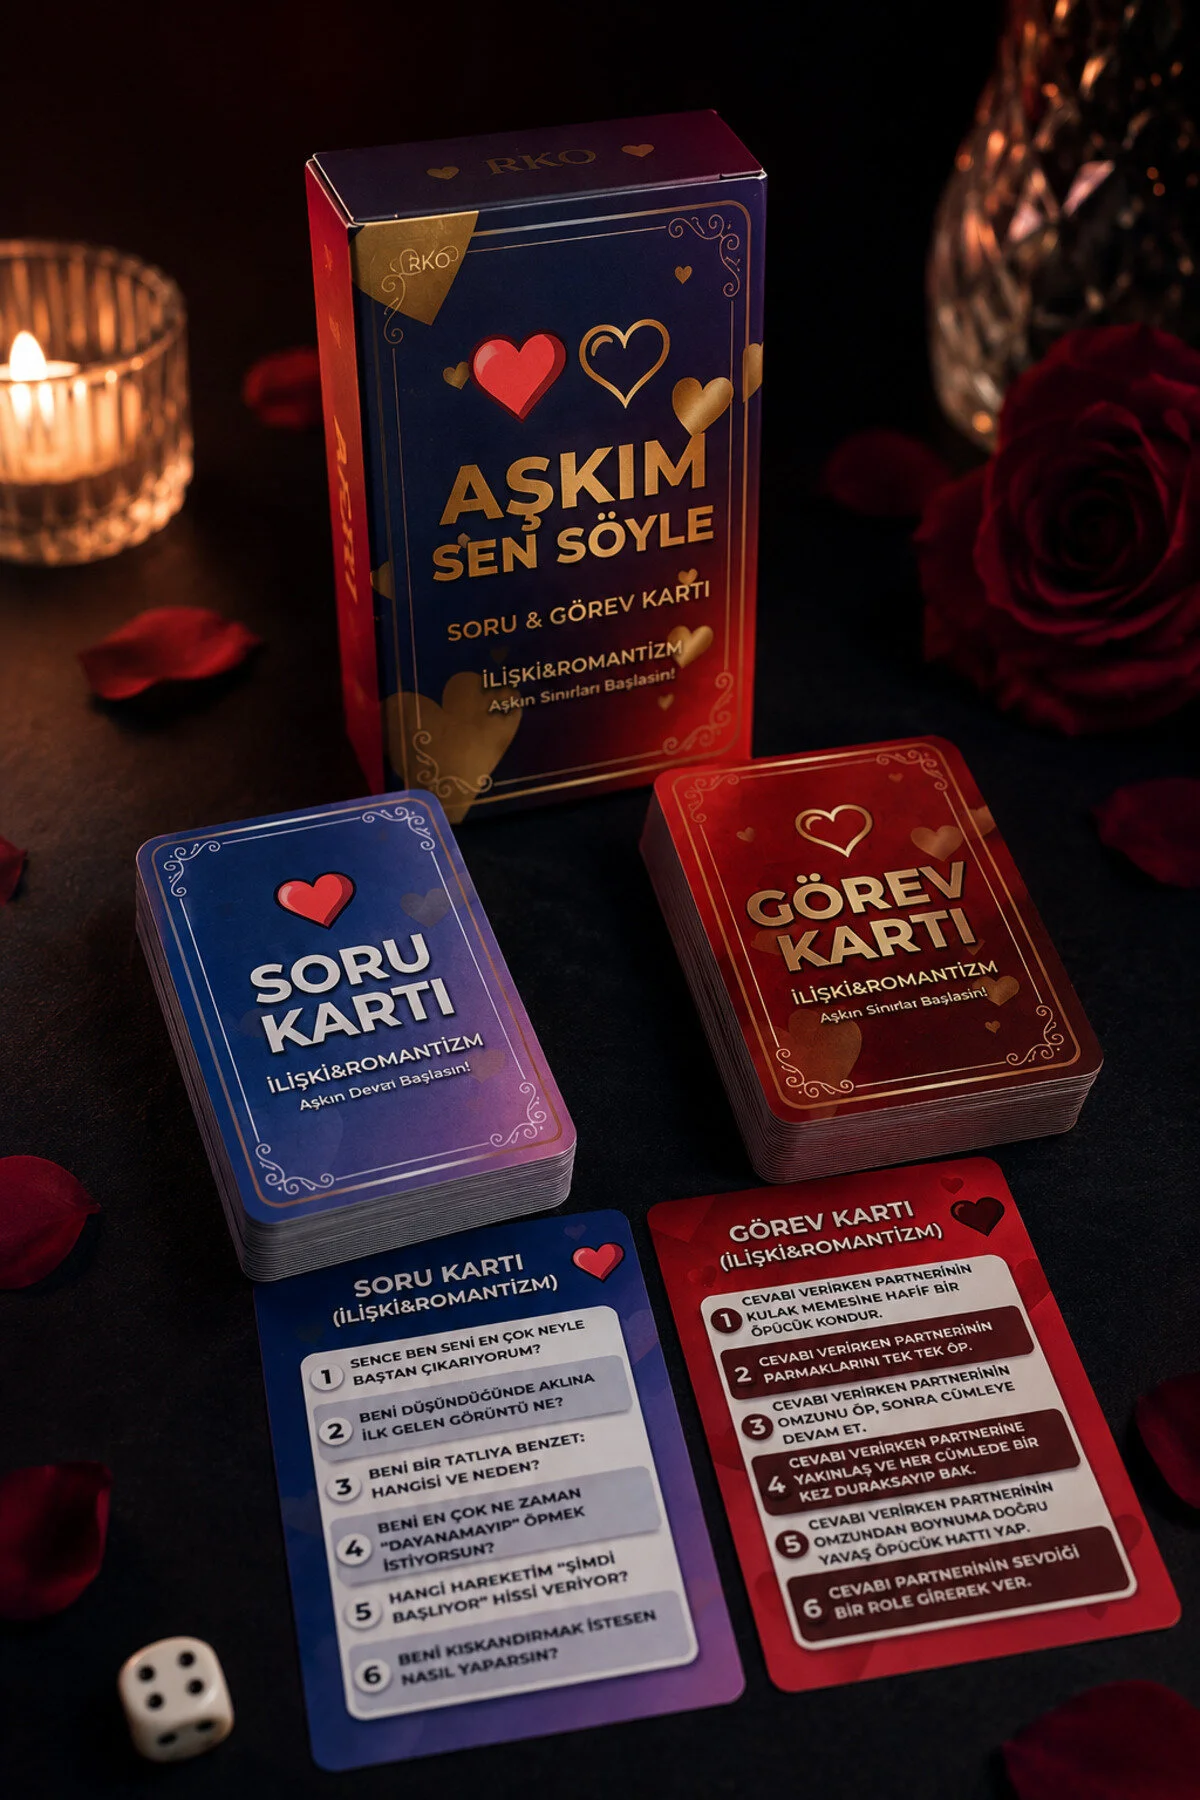 RKO
RKO
AŞKIM
SEN SÖYLE
SORU & GÖREV KARTI
İLİŞKİ&ROMANTİZM
Aşkın Sınırları Başlasin!
SORU
KARTI
İLİŞKİ&ROMANTİZM
Başlasın!
GÖREV
KARTI
İLİŞKİ&ROMANTİZM
Aşkın Sınırlar Başlasin!
SORU KARTI
(İLİŞKİ&ROMANTİZM)
1 SENCE BEN SENİ EN ÇOK NEYLE
BAŞTAN ÇIKARIYORUM?
2 BENİ DÜŞÜNDÜĞÜNDE AKLINA
İLK GELEN GÖRÜNTÜ NE?
3 BENİ BİR TATLIYA BENZET:
HANGİSİ VE NEDEN?
4 BENİ EN ÇOK NE ZAMAN
"DAYANAMAYIP" ÖPMEK
İSTİYORSUN?
5 HANGİ HAREKETİM "ŞİMDİ
BAŞLIYOR" HİSSİ VERİYOR?
6 BENİ KISKANDIRMAK İSTESEN
NASIL YAPARSIN?
GÖREV KARTI
(İLİŞKİ&ROMANTİZM)
1 CEVABI VERİRKEN PARTNERİNİN
KULAK MEMESİNE HAFİF BİR
ÖPÜCÜK KONDUR.
2 CEVABI VERİRKEN PARTNERİNİN
PARMAKLARINI TEK TEK ÖP.
3 CEVABI VERİRKEN PARTNERİNİN
OMZUNU ÖP, SONRA CÜMLEYE
DEVAM ET.
4 CEVABI VERİRKEN PARTNERİNE
YAKINLAŞ VE HER CÜMLEDE BİR
KEZ DURAKSAYIP BAK.
5 CEVABI VERİRKEN PARTNERİNİN
OMZUNDAN BOYNUMA DOĞRU
YAVAŞ ÖPÜCÜK HATTI YAP.
6 CEVABI PARTNERİNİN SEVDİĞİ
BİR ROLE GİREREK VER.